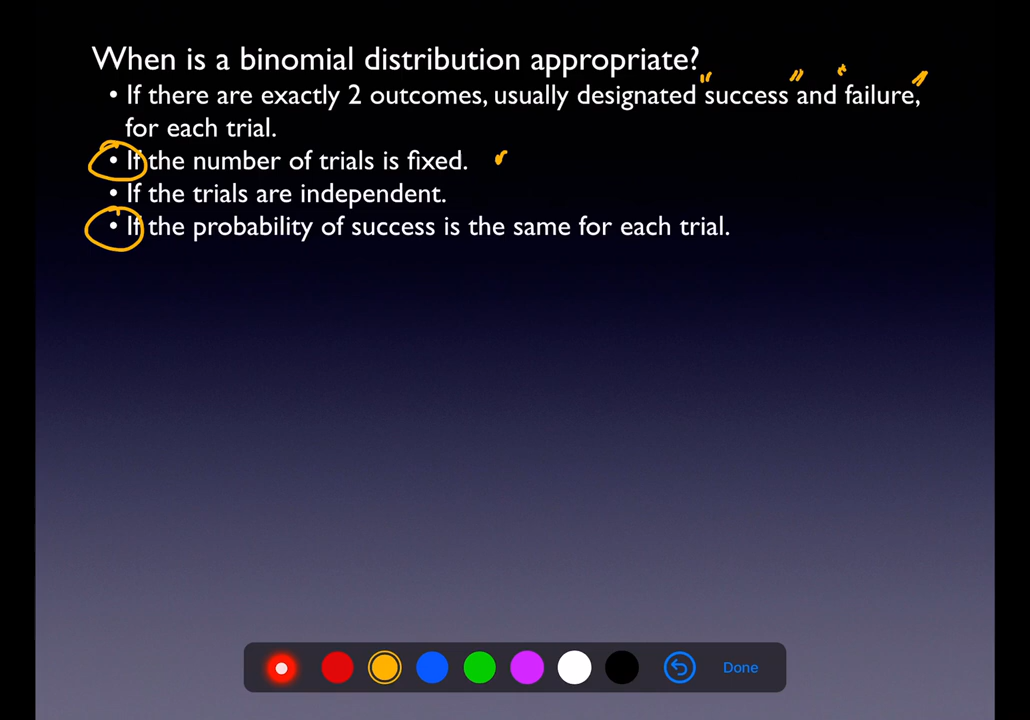 When is a binomial distribution appropriate?
• If there are exactly 2 outcomes, usually designated success and failure,
for each trial.
• If the number of trials is fixed.
• If the trials are independent.
• If the probability of success is the same for each trial.
Done